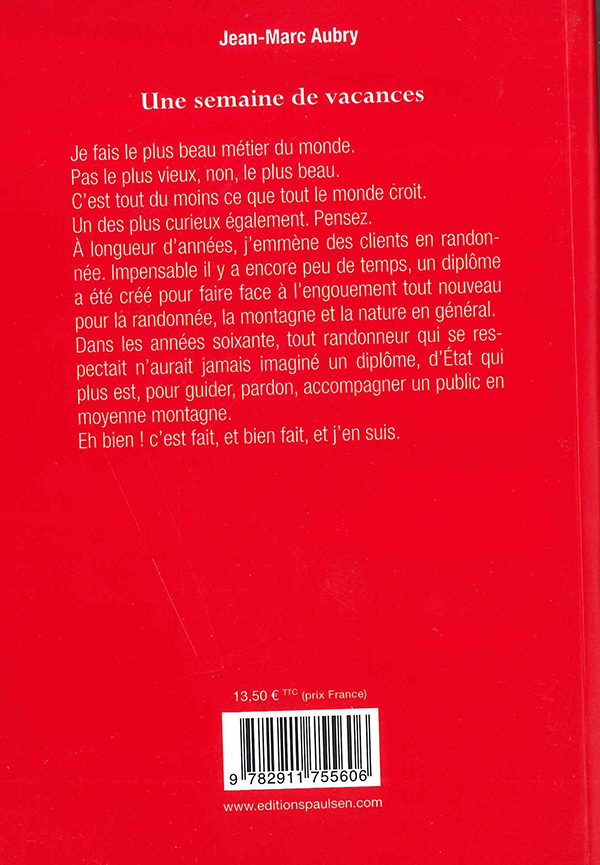 Jean-Marc Aubry
Une semaine de vacances
Je fais le plus beau métier du monde.
Pas le plus vieux, non, le plus beau.
C'est tout du moins ce que tout le monde croit.
Un des plus curieux également. Pensez.
À longueur d'années, j'emmène des clients en randon-
née. Impensable il y a encore peu de temps, un diplôme
a été créé pour faire face à l'engouement tout nouveau
pour la randonnée, la montagne et la nature en général.
Dans les années soixante, tout randonneur qui se res-
pectait n'aurait jamais imaginé un diplôme, d'État qui
plus est, pour guider, pardon, accompagner un public en
moyenne montagne.
Eh bien ! c'est fait, et bien fait, et j'en suis.
13,50 € TTC (prix France)
9 782911 755606
www.editionspaulsen.com